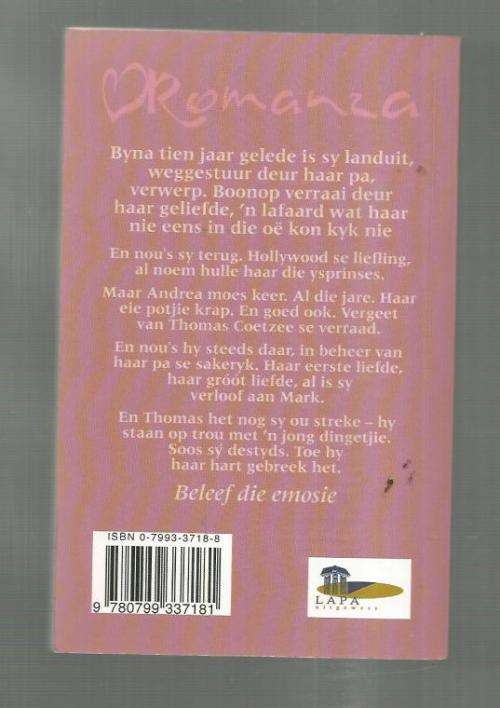 Romanza
Byna tien jaar gelede is sy landuit,
weggestuur deur haar pa,
verwerp. Boonop verraai deur
haar geliefde, 'n lafaard wat haar
nie eens in die oë kon kyk nie
En nou's sy terug. Hollywood se liefling,
al noem hulle haar die ysprinses.
Maar Andrea moes keer. Al die jare. Haar
eie potjie krap. En goed ook. Vergeet
van Thomas Coetzee se verraad.
En nou's hy steeds daar, in beheer van
haar pa se sakeryk. Haar eerste liefde,
haar groot liefde, al is sy
verloof aan Mark.
En Thomas het nog sy ou streke – hy
staan op trou met 'n jong dingetjie.
Soos sý destyds. Toe hy
haar hart gebreek het.
Beleef die emosie
ISBN 0-7993-3718-8
9 780799 337181
LAPA
uitgewers